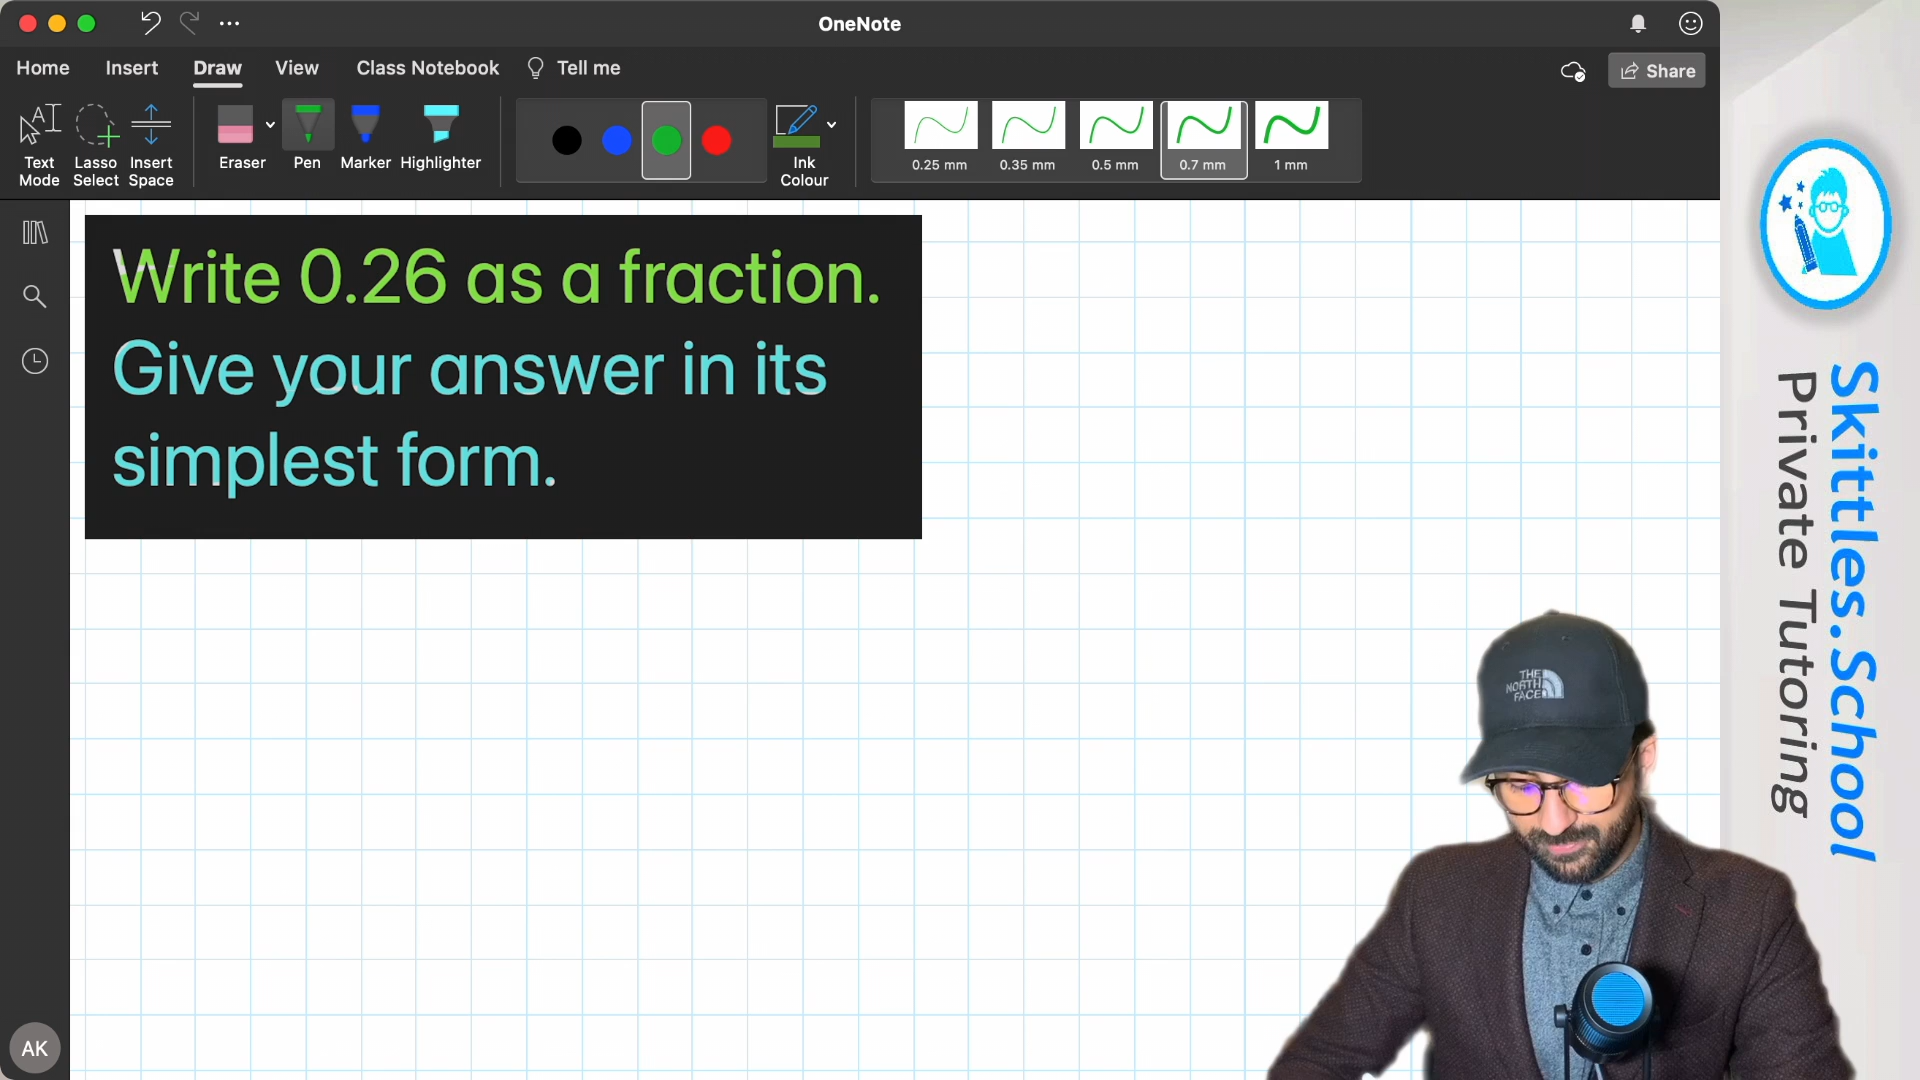 OneNote
Home Insert Draw View Class Notebook Tell me Share
Text Mode
Lasso Select
Insert Space
Eraser
Pen
Marker
Highlighter
Ink Colour
0.25 mm
0.35 mm
0.5 mm
0.7 mm
1 mm
Write 0.26 as a fraction.
Give your answer in its
simplest form.
THE
NORTH
FACE
Skittles.School
Private Tutoring
AK